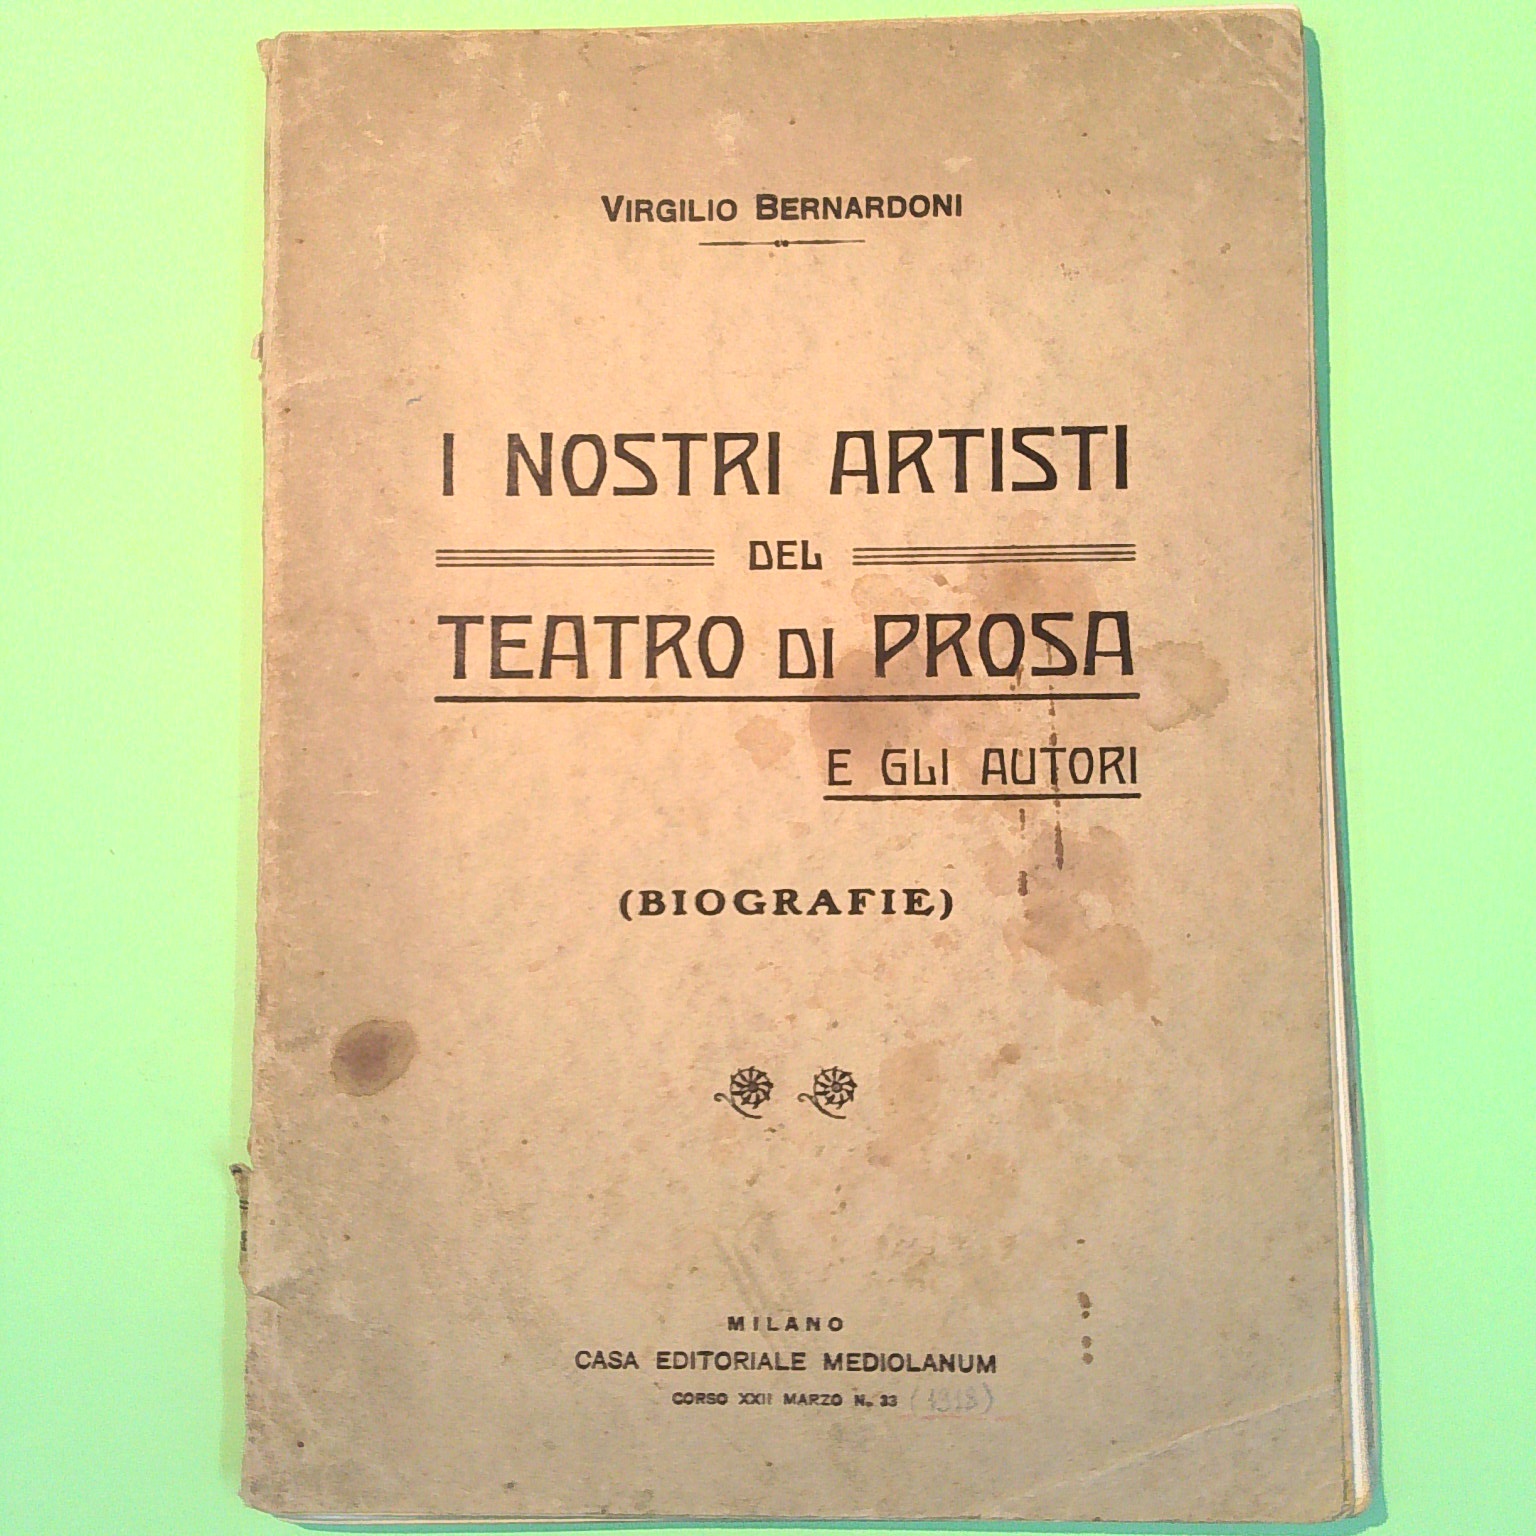 VIRGILIO BERNARDONI
I NOSTRI ARTISTI
DEL
TEATRO DI PROSA
E GLI AUTORI
(BIOGRAFIE)
MILANO
CASA EDITORIALE MEDIOLANUM
CORSO XXII MARZO N. 33 (1918)